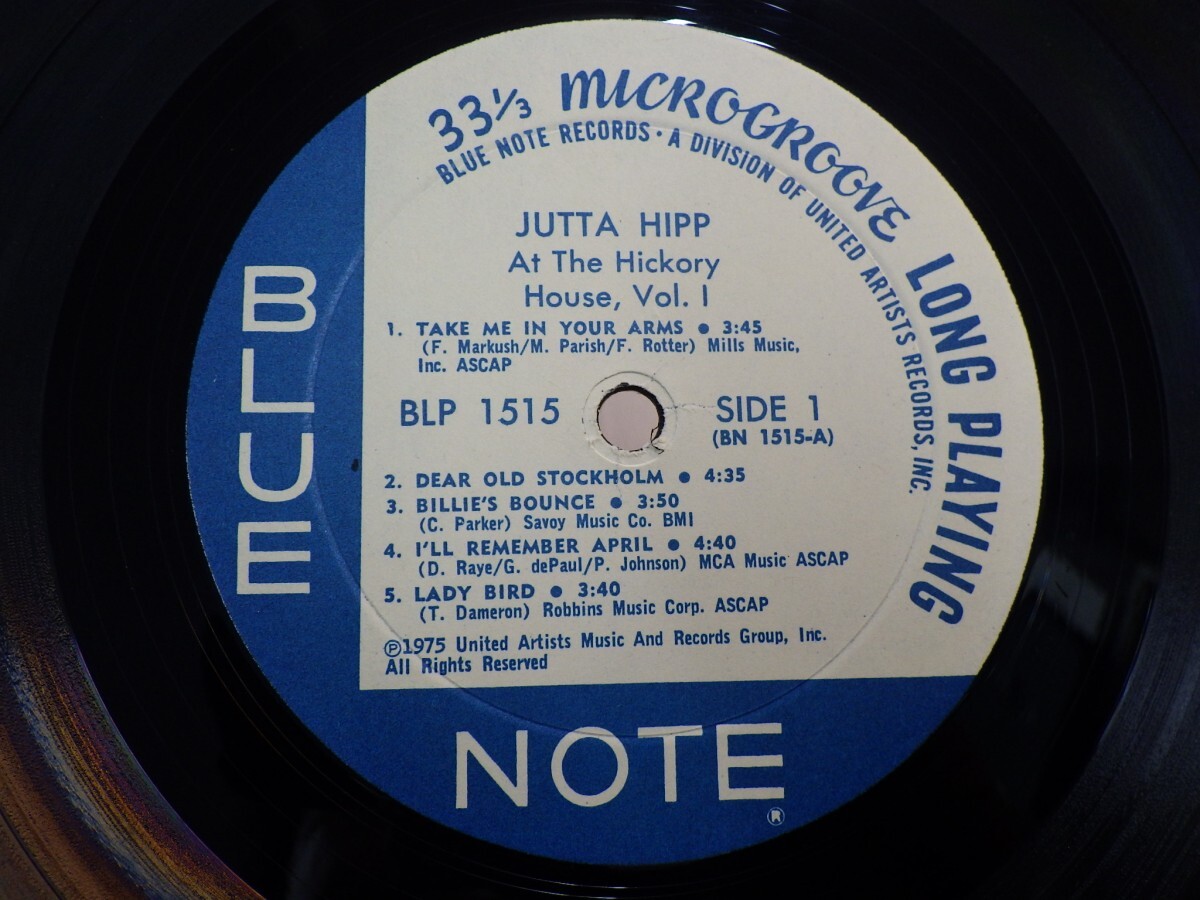 33⅓ MICROGROOVE LONG PLAYING
BLUE NOTE RECORDS • A DIVISION OF UNITED ARTISTS RECORDS, INC.
JUTTA HIPP
At The Hickory
House, Vol. 1
1. TAKE ME IN YOUR ARMS • 3:45
(F. Markush/M. Parish/F. Rotter) Mills Music,
Inc. ASCAP
BLP 1515
SIDE 1
(BN 1515-A)
2. DEAR OLD STOCKHOLM • 4:35
3. BILLIE'S BOUNCE • 3:50
(C. Parker) Savoy Music Co. BMI
4. I'LL REMEMBER APRIL • 4:40
(D. Raye/G. dePaul/P. Johnson) MCA Music ASCAP
5. LADY BIRD • 3:40
(T. Dameron) Robbins Music Corp. ASCAP
℗1975 United Artists Music And Records Group, Inc.
All Rights Reserved
BLUE
NOTE
®